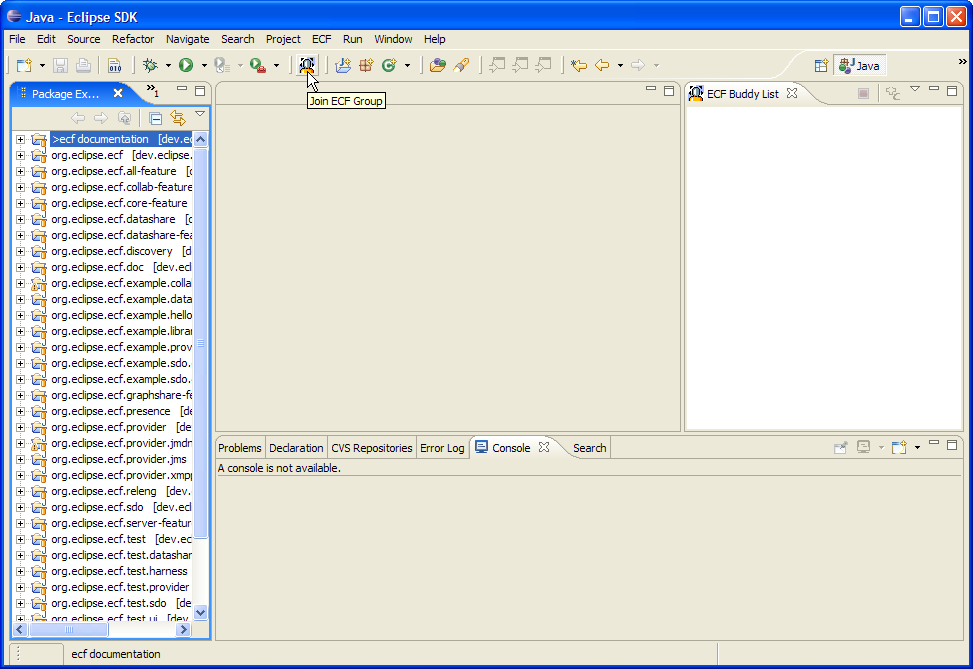 Java - Eclipse SDK
File Edit Source Refactor Navigate Search Project ECF Run Window Help
Java
»
Package Ex...
»1
ECF Buddy List
Join ECF Group
>ecf documentation [dev.ec
org.eclipse.ecf [dev.eclipse.
org.eclipse.ecf.all-feature [d
org.eclipse.ecf.collab-feature
org.eclipse.ecf.core-feature
org.eclipse.ecf.datashare [d
org.eclipse.ecf.datashare-fea
org.eclipse.ecf.discovery [d
org.eclipse.ecf.doc [dev.ecl
org.eclipse.ecf.example.colla
org.eclipse.ecf.example.data
org.eclipse.ecf.example.hello
org.eclipse.ecf.example.librar
org.eclipse.ecf.example.prov
org.eclipse.ecf.example.sdo.
org.eclipse.ecf.example.sdo.
org.eclipse.ecf.graphshare-fe
org.eclipse.ecf.presence [de
org.eclipse.ecf.provider [de
org.eclipse.ecf.provider.jmdn
org.eclipse.ecf.provider.jms
org.eclipse.ecf.provider.xmpp
org.eclipse.ecf.releng [dev.
org.eclipse.ecf.sdo [dev.ecl
org.eclipse.ecf.server-featur
org.eclipse.ecf.test [dev.ec
org.eclipse.ecf.test.datashar
org.eclipse.ecf.test.harness
org.eclipse.ecf.test.provider
org.eclipse.ecf.test.sdo [de
org.eclipse.ecf.test.ui [dev.
Problems Declaration CVS Repositories Error Log Console Search
A console is not available.
ecf documentation